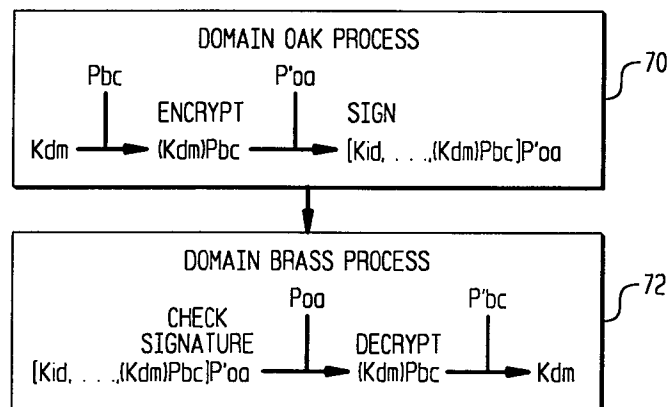 DOMAIN OAK PROCESS
70
Pbc P'oa
ENCRYPT SIGN
Kdm (Kdm)Pbc [Kid, . . .,(Kdm)Pbc]P'oa
DOMAIN BRASS PROCESS
72
Poa P'bc
CHECK
SIGNATURE DECRYPT
[Kid, . . .,(Kdm)Pbc]P'oa (Kdm)Pbc Kdm